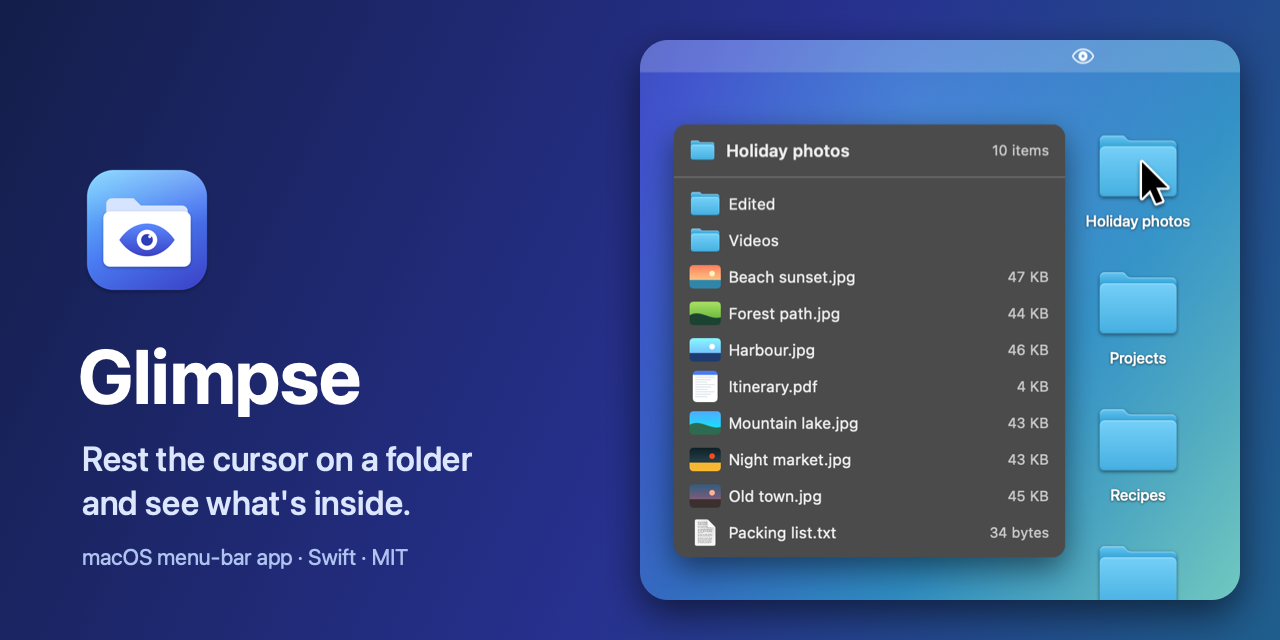 Glimpse
Rest the cursor on a folder
and see what's inside.
macOS menu-bar app · Swift · MIT
Holiday photos 10 items
Edited
Videos
Beach sunset.jpg 47 KB
Forest path.jpg 44 KB
Harbour.jpg 46 KB
Itinerary.pdf 4 KB
Mountain lake.jpg 43 KB
Night market.jpg 43 KB
Old town.jpg 45 KB
Packing list.txt 34 bytes
Holiday photos
Projects
Recipes